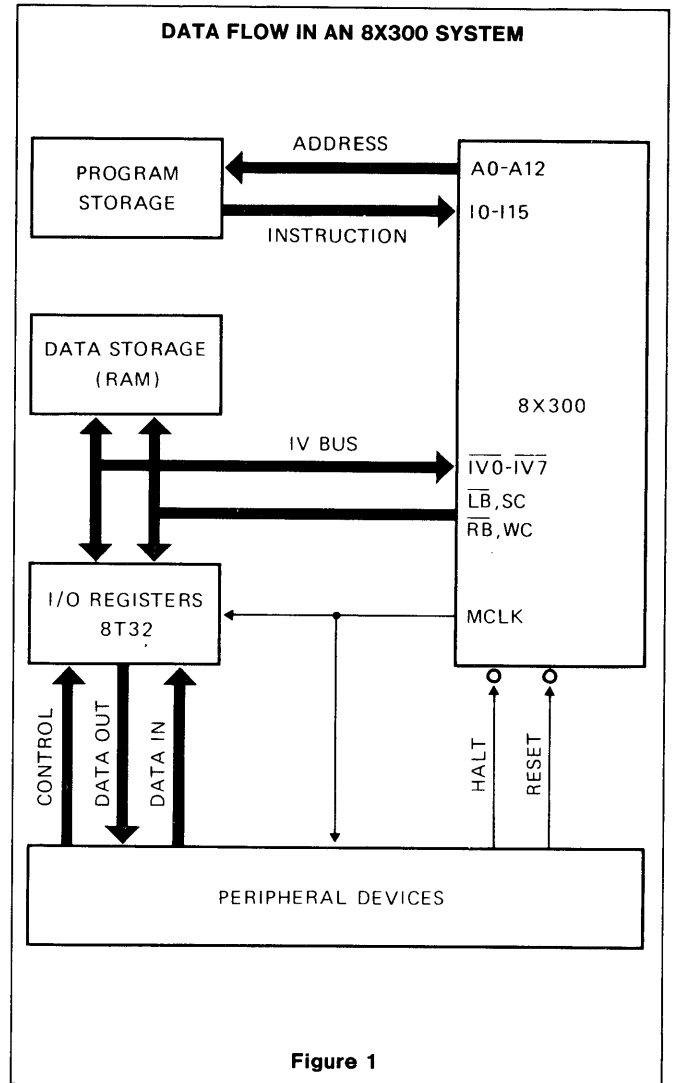 DATA FLOW IN AN 8X300 SYSTEM
ADDRESS
PROGRAM
STORAGE
A0-A12
I0-I15
INSTRUCTION
DATA STORAGE
(RAM)
8X300
IV BUS
IV0-IV7
LB,SC
RB,WC
I/O REGISTERS
8T32
MCLK
CONTROL
DATA OUT
DATA IN
HALT
RESET
PERIPHERAL DEVICES
Figure 1